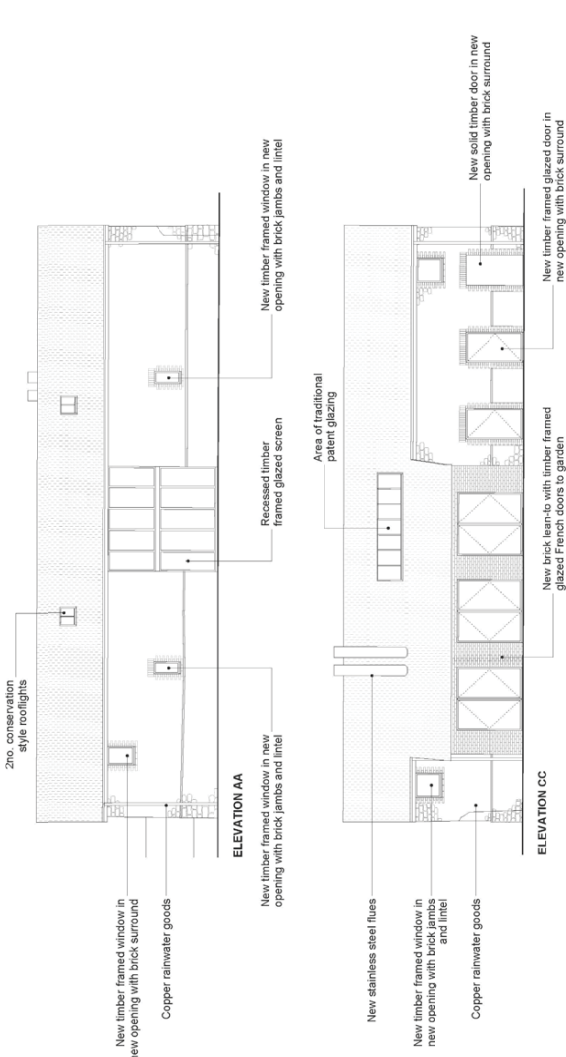 2no. conservation
style rooflights
New timber framed window in
new opening with brick surround
Copper rainwater goods
New timber framed window in new
opening with brick jambs and lintel
Recessed timber
framed glazed screen
New timber framed window in new
opening with brick jambs and lintel
ELEVATION AA
Area of traditional
patent glazing
New solid timber door in new
opening with brick surround
New stainless steel flues
New timber framed window in
new opening with brick jambs
and lintel
Copper rainwater goods
New brick lean-to with timber framed
glazed French doors to garden
New timber framed glazed door in
new opening with brick surround
ELEVATION CC